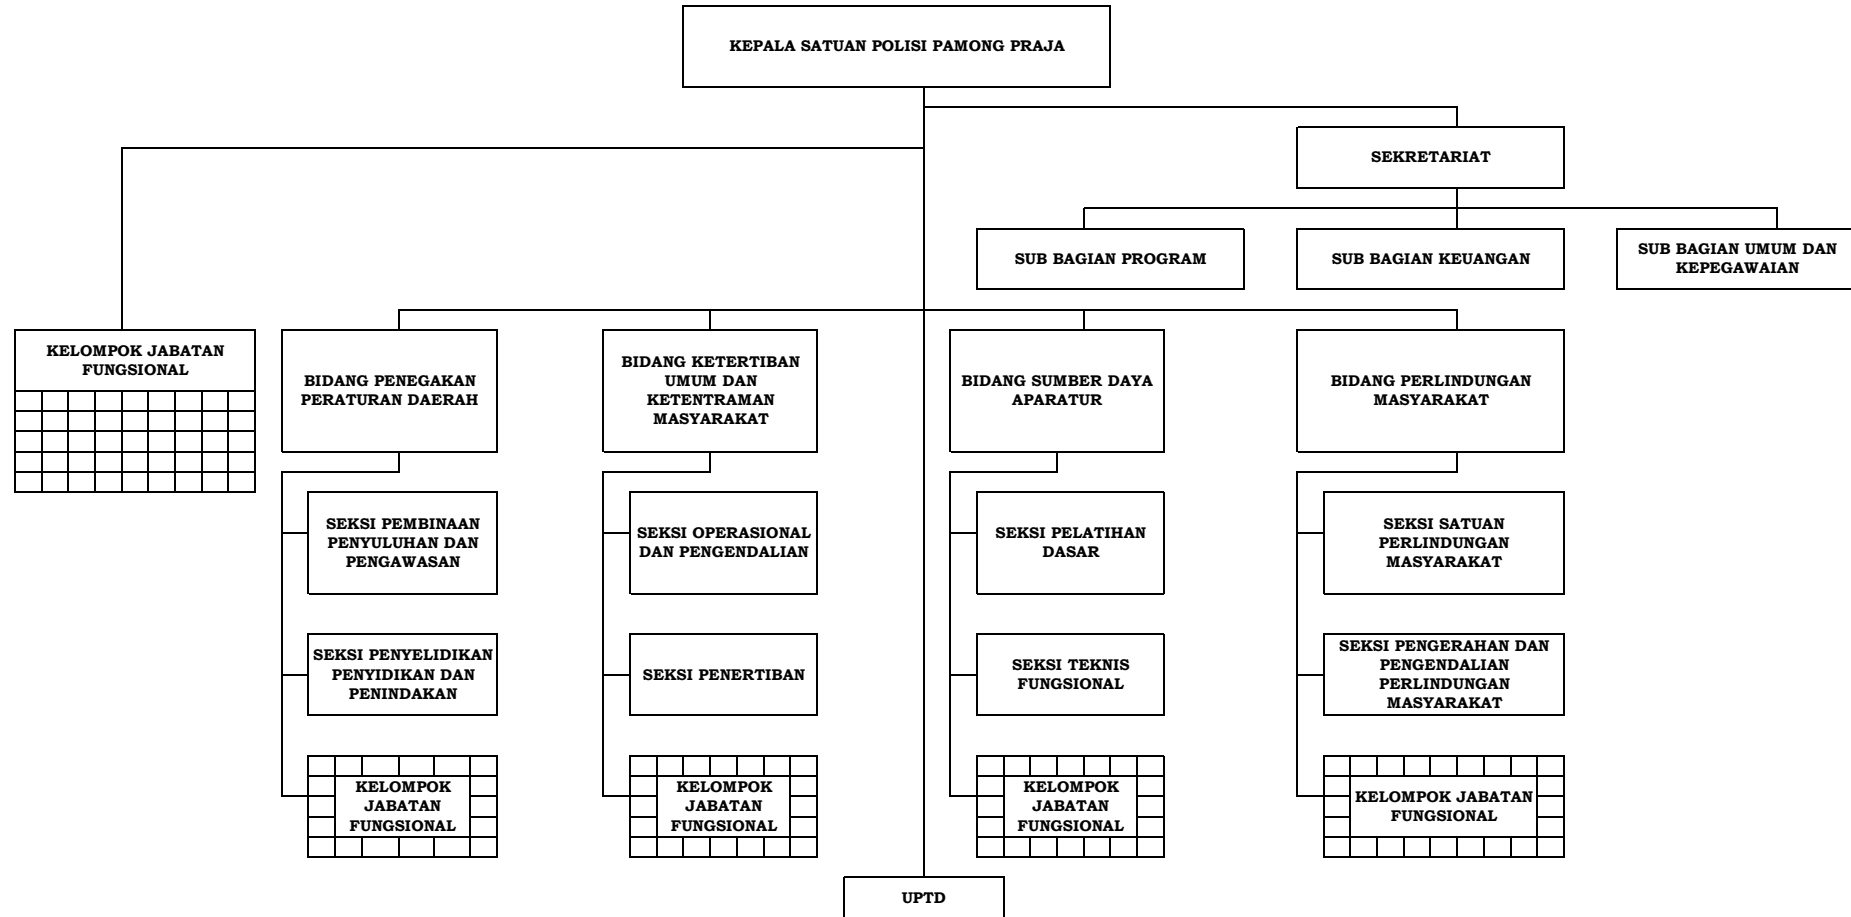 KEPALA SATUAN POLISI PAMONG PRAJA
SEKRETARIAT
SUB BAGIAN PROGRAM
SUB BAGIAN KEUANGAN
SUB BAGIAN UMUM DAN
KEPEGAWAIAN
KELOMPOK JABATAN
FUNGSIONAL
BIDANG PENEGAKAN
PERATURAN DAERAH
BIDANG KETERTIBAN
UMUM DAN
KETENTRAMAN
MASYARAKAT
BIDANG SUMBER DAYA
APARATUR
BIDANG PERLINDUNGAN
MASYARAKAT
SEKSI PEMBINAAN
PENYULUHAN DAN
PENGAWASAN
SEKSI OPERASIONAL
DAN PENGENDALIAN
SEKSI PELATIHAN
DASAR
SEKSI SATUAN
PERLINDUNGAN
MASYARAKAT
SEKSI PENYELIDIKAN
PENYIDIKAN DAN
PENINDAKAN
SEKSI PENERTIBAN
SEKSI TEKNIS
FUNGSIONAL
SEKSI PENGERAHAN DAN
PENGENDALIAN
PERLINDUNGAN
MASYARAKAT
KELOMPOK
JABATAN
FUNGSIONAL
KELOMPOK
JABATAN
FUNGSIONAL
KELOMPOK
JABATAN
FUNGSIONAL
KELOMPOK JABATAN
FUNGSIONAL
UPTD